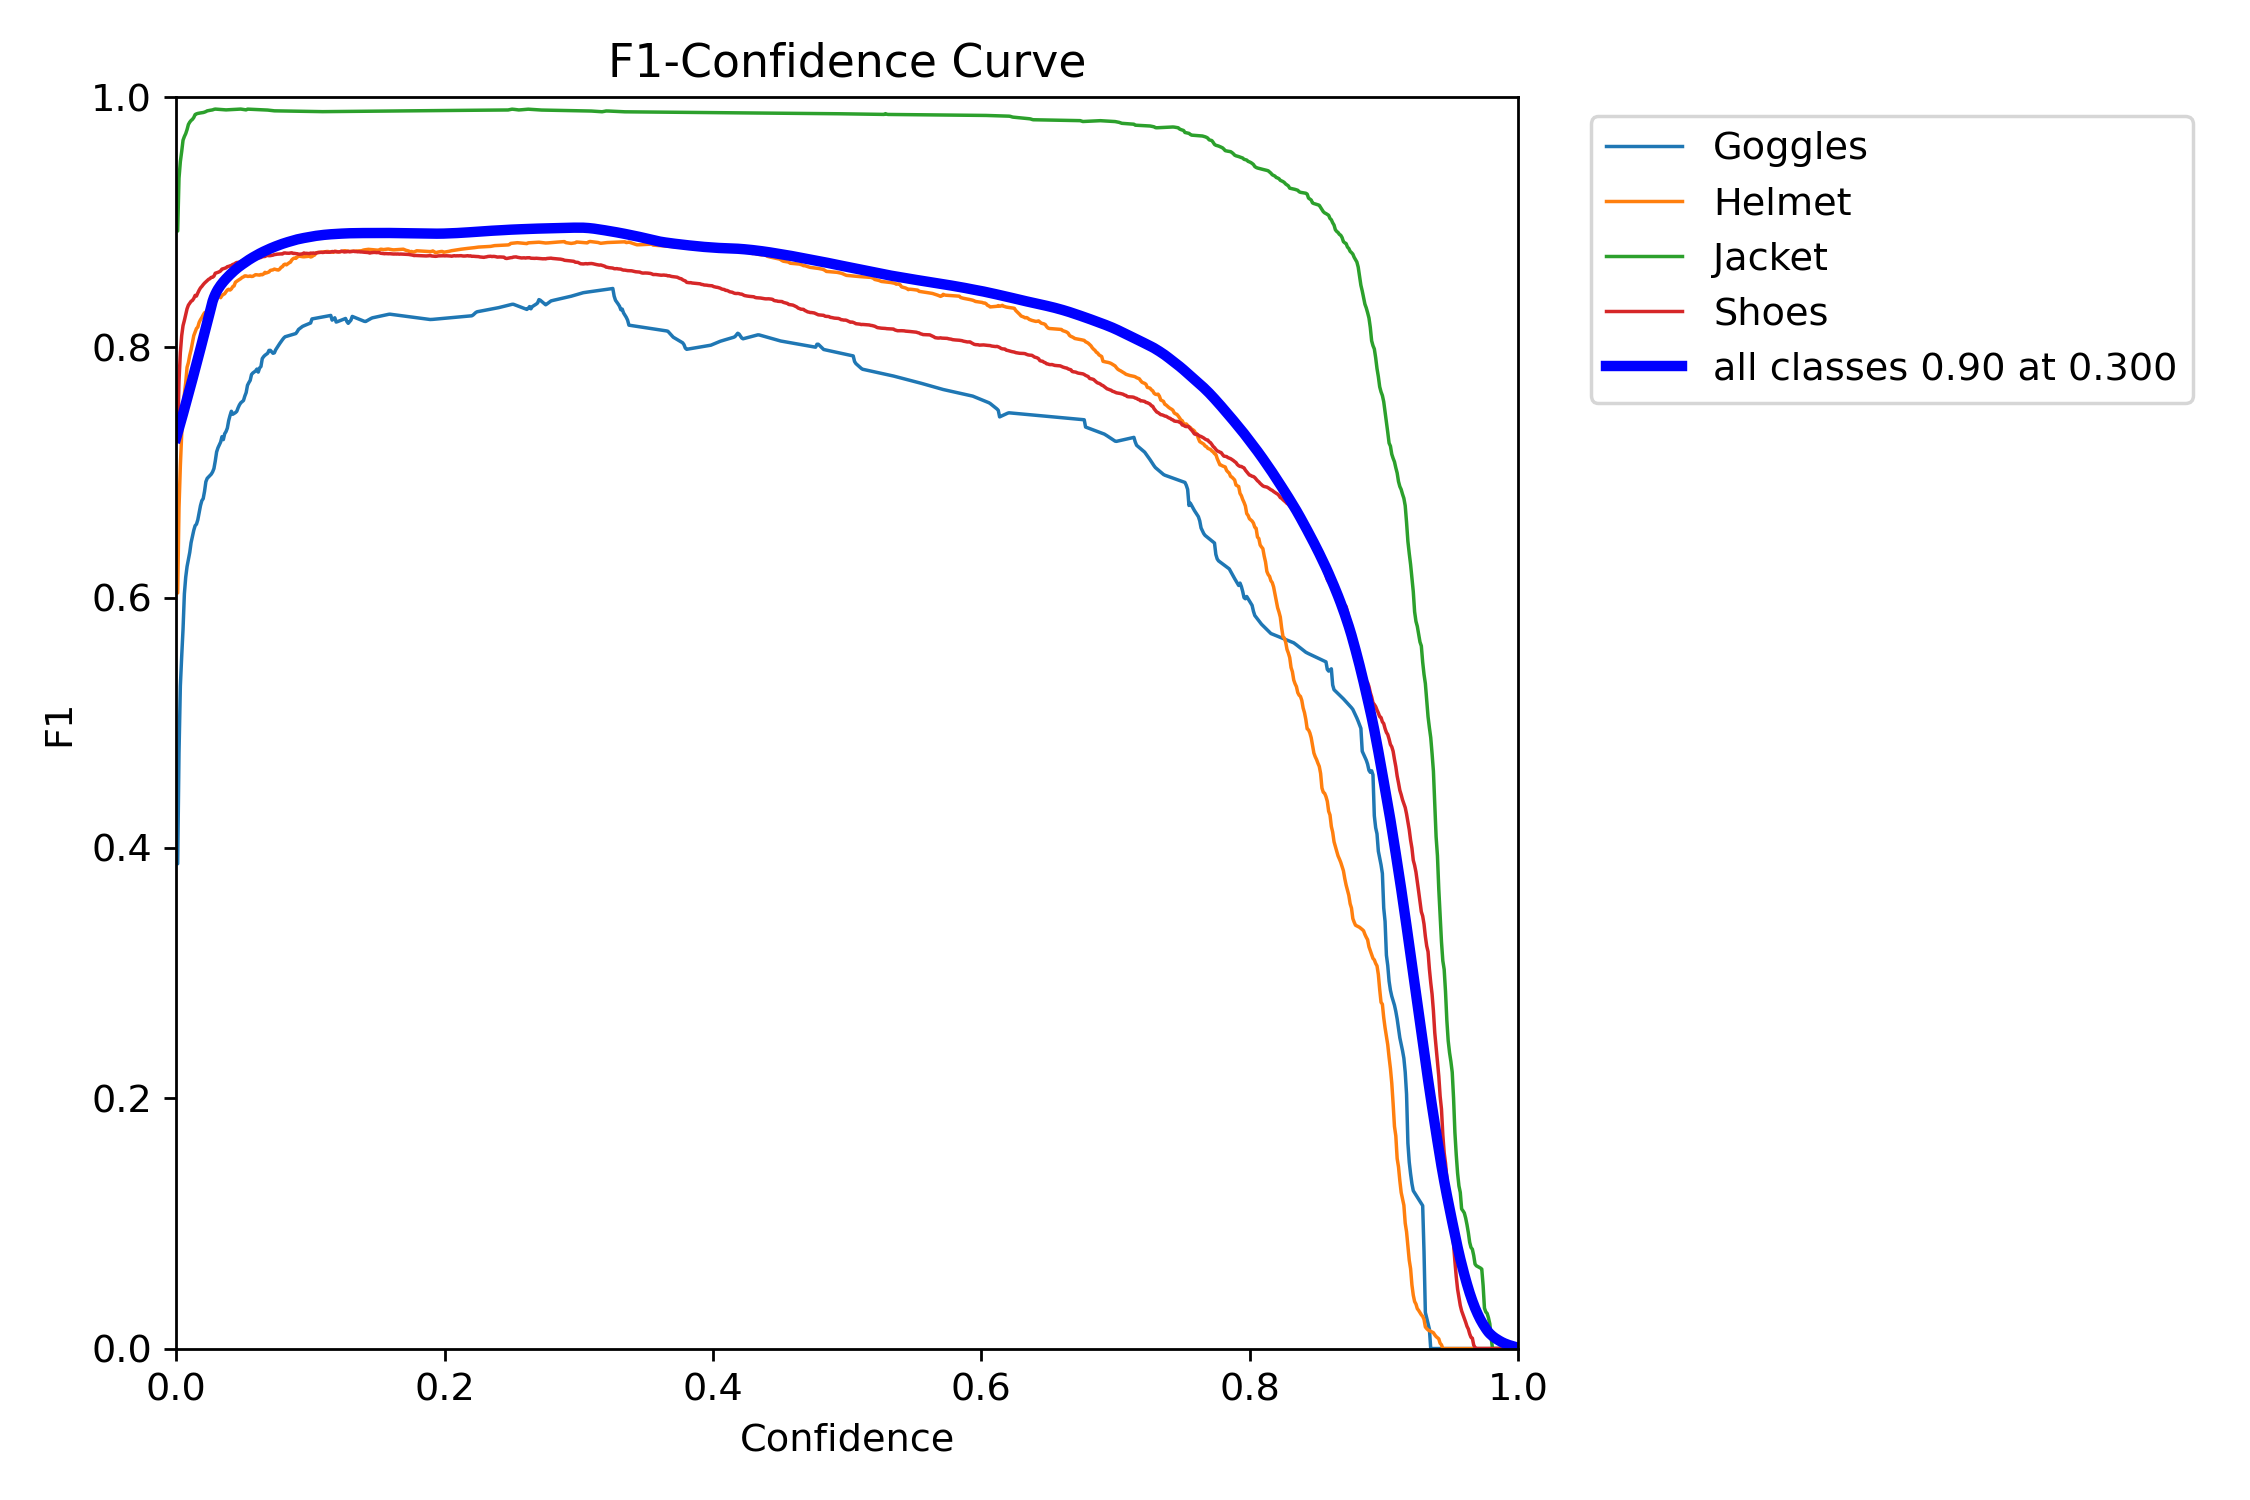 F1-Confidence Curve
1.0
0.8
0.6
0.4
0.2
0.0
F1
0.0 0.2 0.4 0.6 0.8 1.0
Confidence
Goggles
Helmet
Jacket
Shoes
all classes 0.90 at 0.300